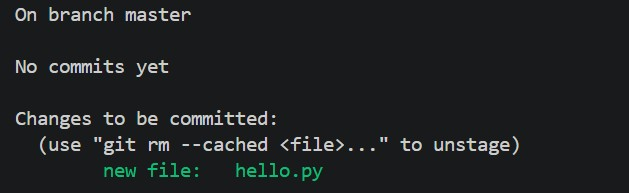 On branch master
No commits yet
Changes to be committed:
(use "git rm --cached <file>..." to unstage)
new file: hello.py